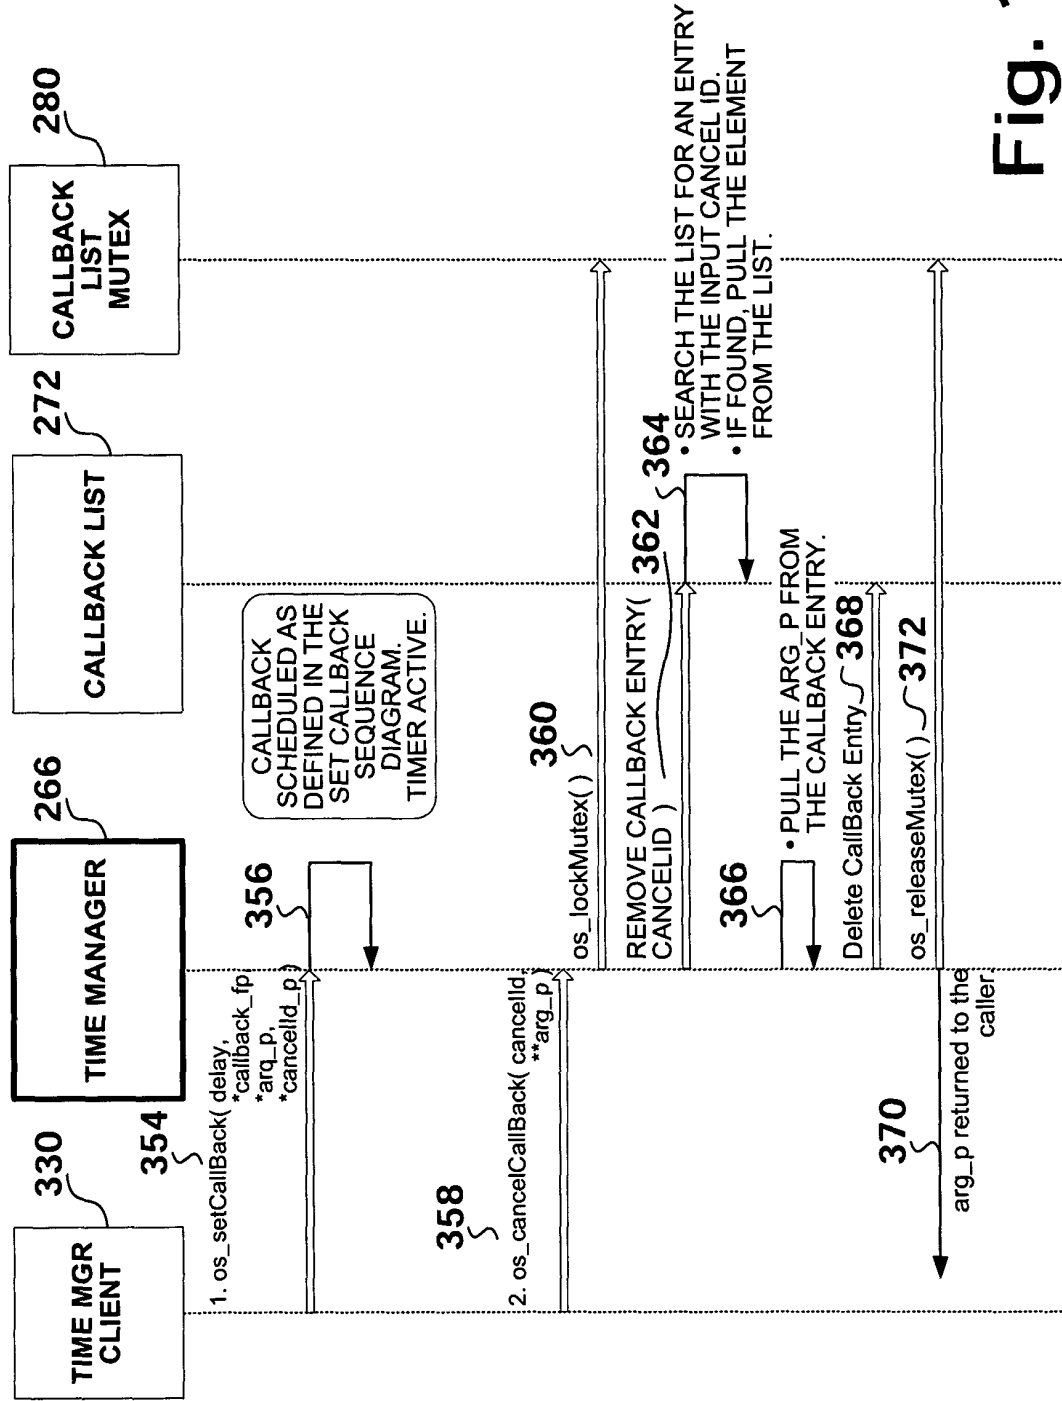 330
TIME MGR
CLIENT
266
TIME MANAGER
272
CALLBACK LIST
280
CALLBACK
LIST
MUTEX
354
1. os_setCallBack( delay,
*callback_fp,
*arq_p,
*cancelId_p )
356
CALLBACK
SCHEDULED AS
DEFINED IN THE
SET CALLBACK
SEQUENCE
DIAGRAM.
TIMER ACTIVE.
358
2. os_cancelCallBack( cancelId,
**arg_p )
360
os_lockMutex( )
REMOVE CALLBACK ENTRY(
CANCELID )
362
364
• SEARCH THE LIST FOR AN ENTRY
WITH THE INPUT CANCEL ID.
• IF FOUND, PULL THE ELEMENT
FROM THE LIST.
366
• PULL THE ARG_P FROM
THE CALLBACK ENTRY.
Delete CallBack Entry
368
os_releaseMutex( )
372
370
arg_p returned to the
caller.
Fig.